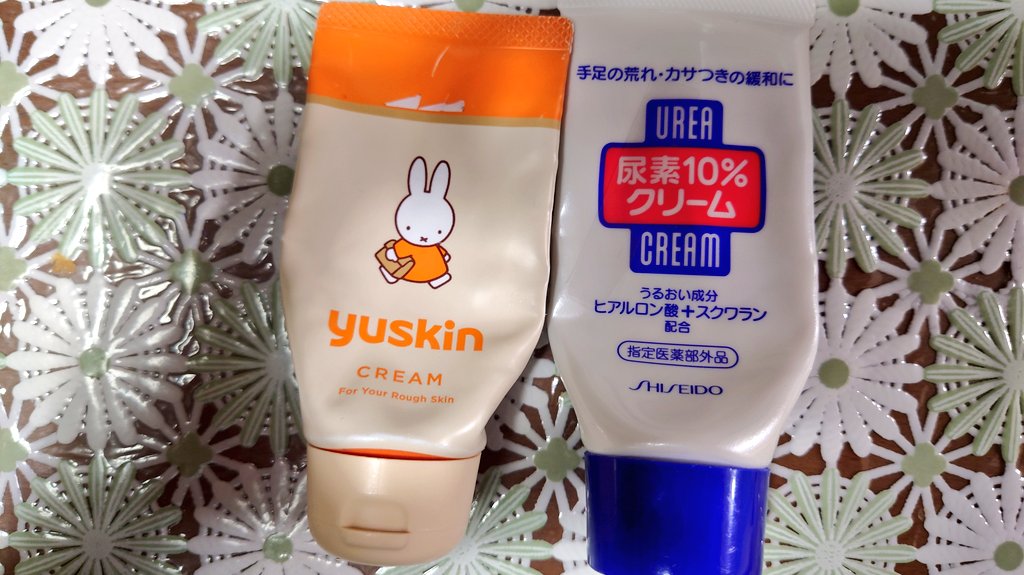 yuskin
CREAM
For Your Rough Skin
手足の荒れ・カサつきの緩和に
UREA
尿素10%
クリーム
CREAM
うるおい成分
ヒアルロン酸+スクワラン
配合
指定医薬部外品
SHISEIDO